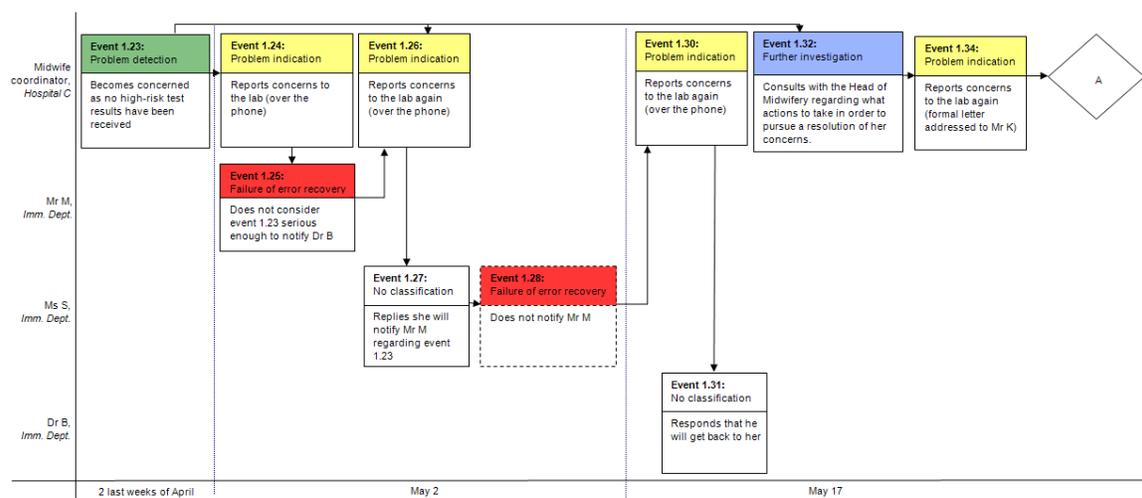 Midwife
coordinator,
Hospital C
Event 1.23:
Problem detection
Becomes concerned
as no high-risk test
results have been
received
Event 1.24:
Problem indication
Reports concerns to
the lab (over the
phone)
Event 1.26:
Problem indication
Reports concerns
to the lab again
(over the phone)
Event 1.30:
Problem indication
Reports concerns
to the lab again
(over the phone)
Event 1.32:
Further investigation
Consults with the Head of
Midwifery regarding what
actions to take in order to
pursue a resolution of her
concerns.
Event 1.34:
Problem indication
Reports concerns
to the lab again
(formal letter
addressed to Mr K)
A
Mr M,
Imm. Dept.
Event 1.25:
Failure of error recovery
Does not consider
event 1.23 serious
enough to notify Dr B
Ms S,
Imm. Dept.
Event 1.27:
No classification
Replies she will
notify Mr M
regarding event
1.23
Event 1.28:
Failure of error recovery
Does not notify Mr M
Dr B,
Imm. Dept.
Event 1.31:
No classification
Responds that he
will get back to her
2 last weeks of April
May 2
May 17